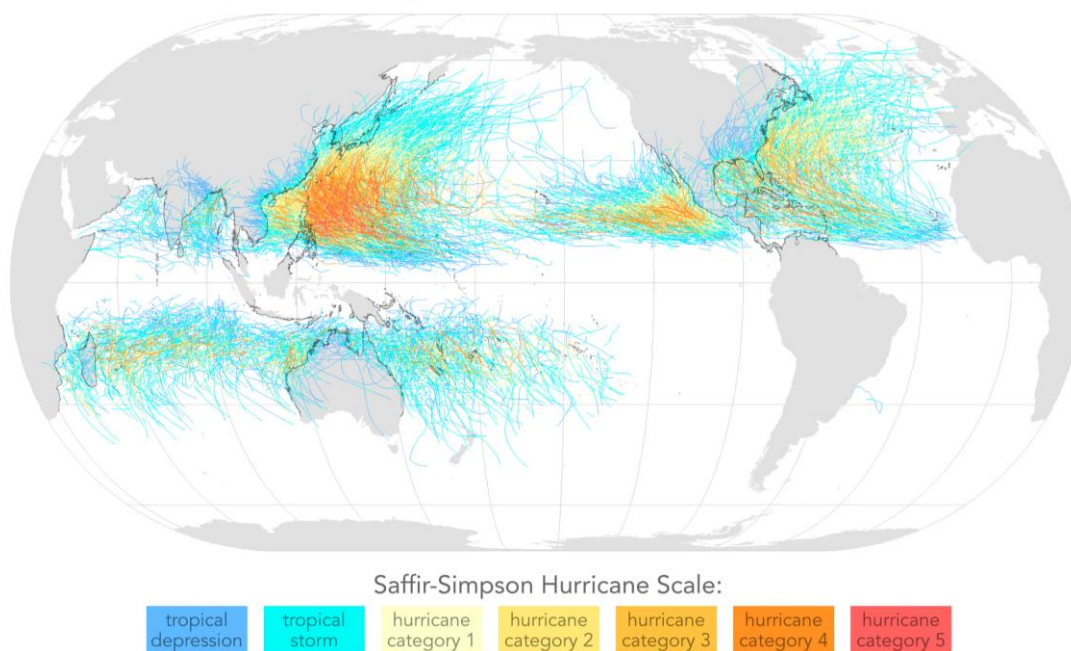 Saffir-Simpson Hurricane Scale:
tropical depression
tropical storm
hurricane category 1
hurricane category 2
hurricane category 3
hurricane category 4
hurricane category 5